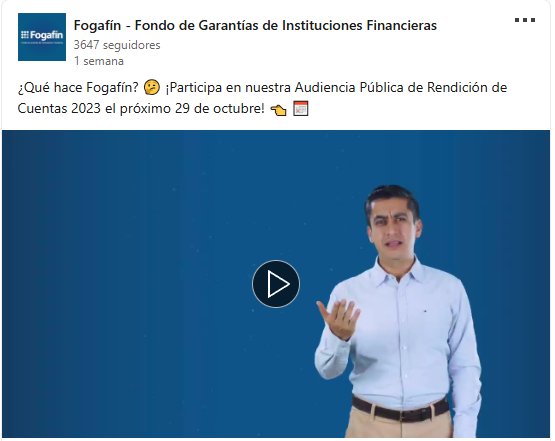 Fogafín
Fogafín - Fondo de Garantías de Instituciones Financieras
3647 seguidores
1 semana
¿Qué hace Fogafín? 🤔 ¡Participa en nuestra Audiencia Pública de Rendición de
Cuentas 2023 el próximo 29 de octubre! 👈 📅